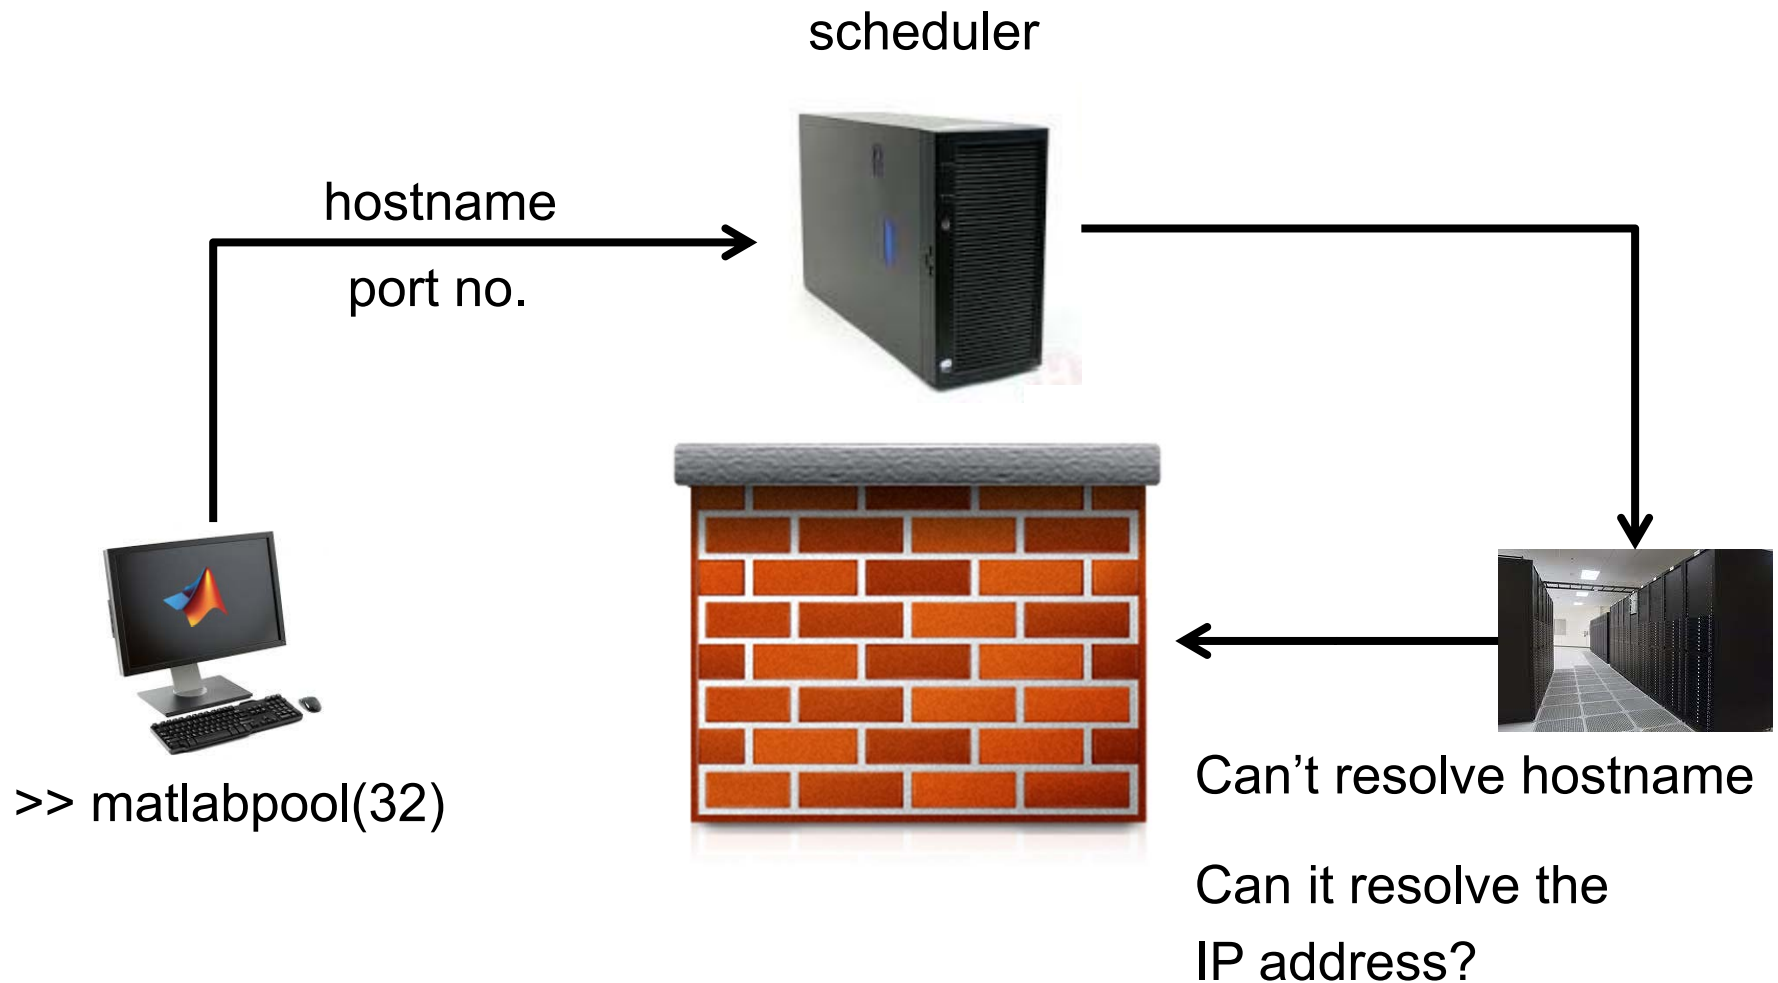 scheduler
hostname
port no.
>> matlabpool(32)
Can’t resolve hostname
Can it resolve the
IP address?